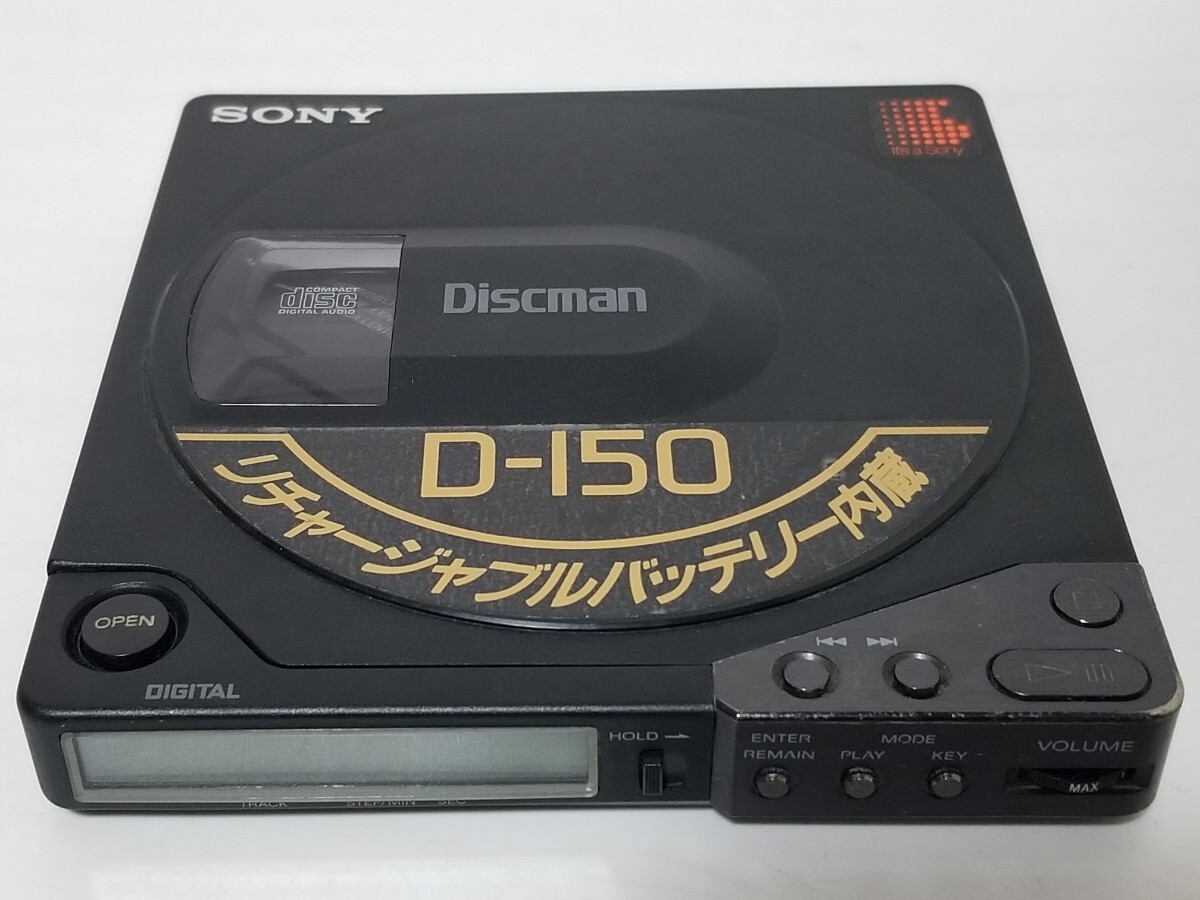 SONY
It's a Sony
COMPACT
disc
DIGITAL AUDIO
Discman
D-150
リチャージャブルバッテリー内蔵
OPEN
DIGITAL
HOLD
TRACK STEP/MIN SEC
ENTER
REMAIN
MODE
PLAY KEY
VOLUME
MAX